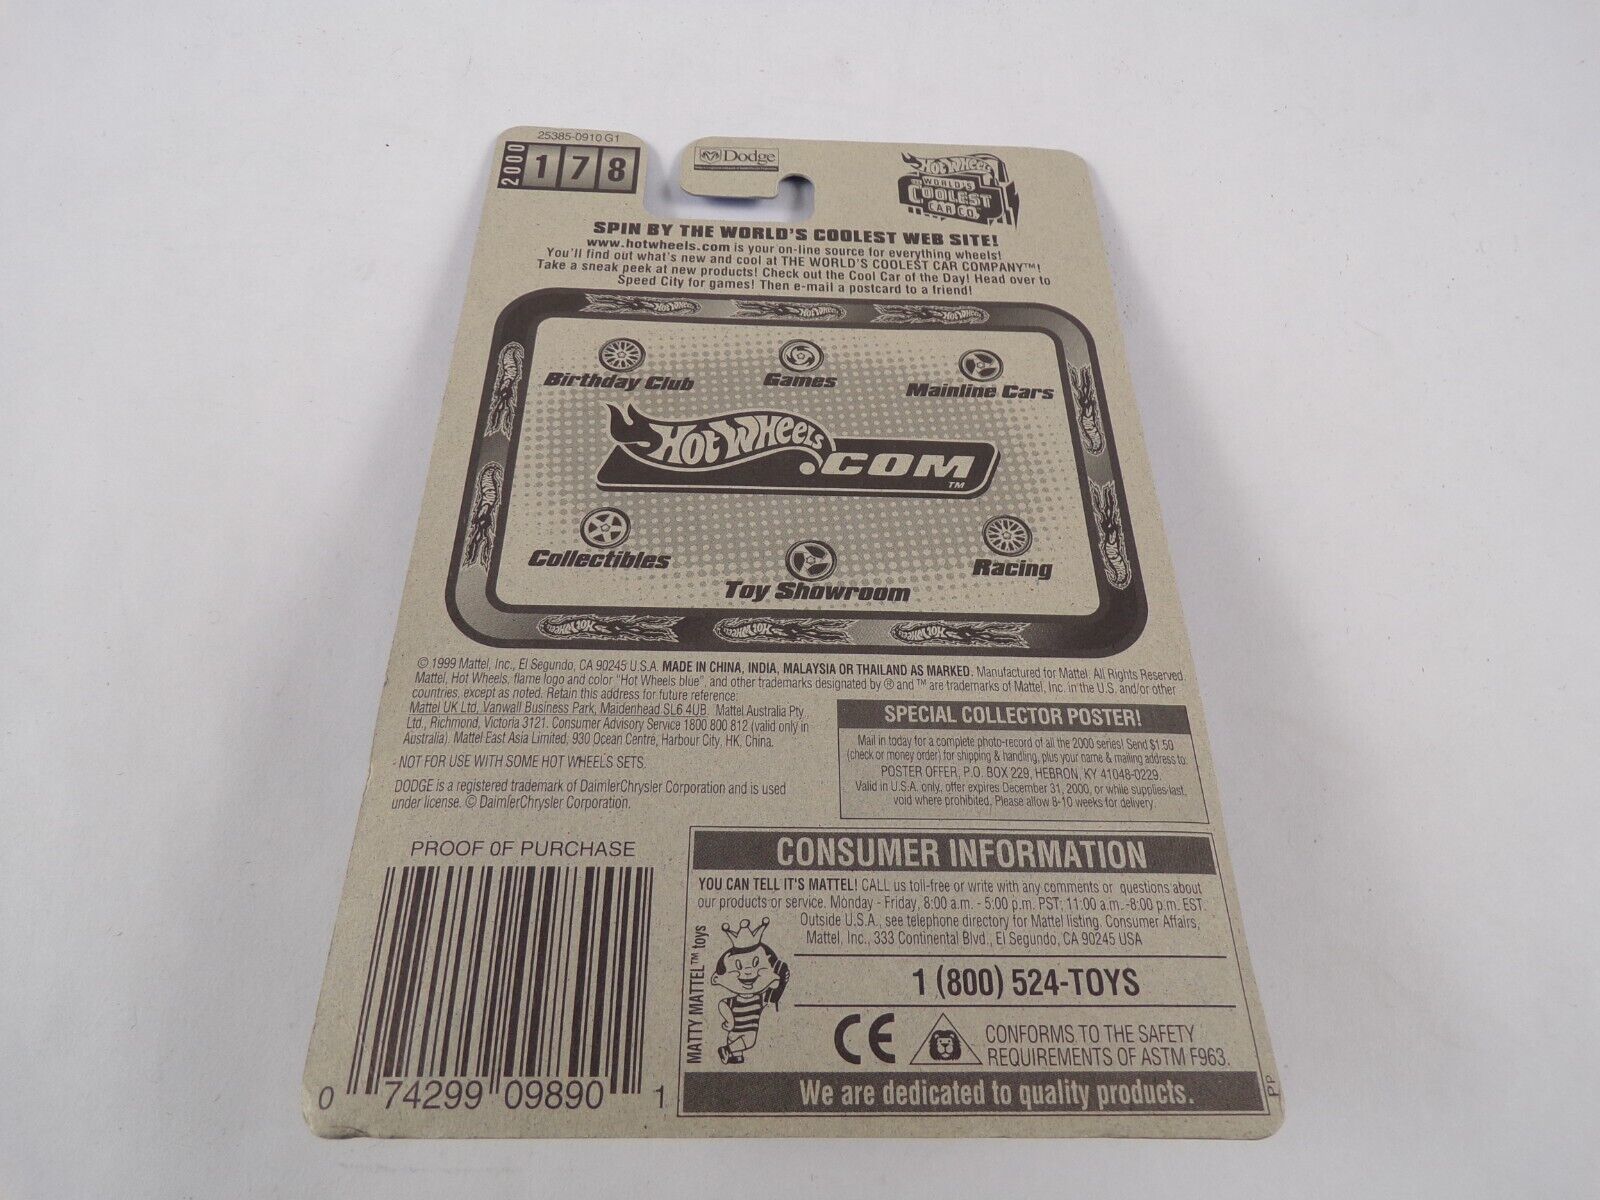 25385-0910 G1
2000 178
Dodge
HOT WHEELS
WORLD'S
COOLEST
CAR CO.
SPIN BY THE WORLD'S COOLEST WEB SITE!
www.hotwheels.com is your on-line source for everything wheels!
You'll find out what's new and cool at THE WORLD'S COOLEST CAR COMPANY™!
Take a sneak peek at new products! Check out the Cool Car of the Day! Head over to
Speed City for games! Then e-mail a postcard to a friend!
Hot Wheels Hot Wheels Hot Wheels
Birthday Club
Games
Mainline Cars
Hot Wheels .COM ™
Collectibles
Toy Showroom
Racing
Hot Wheels Hot Wheels Hot Wheels
© 1999 Mattel, Inc., El Segundo, CA 90245 U.S.A. MADE IN CHINA, INDIA, MALAYSIA OR THAILAND AS MARKED. Manufactured for Mattel. All Rights Reserved.
Mattel, Hot Wheels, flame logo and color "Hot Wheels blue", and other trademarks designated by ® and ™ are trademarks of Mattel, Inc. in the U.S. and/or other
countries, except as noted. Retain this address for future reference:
Mattel UK Ltd, Vanwall Business Park, Maidenhead SL6 4UB. Mattel Australia Pty.
Ltd., Richmond, Victoria 3121. Consumer Advisory Service 1800 800 812 (valid only in
Australia). Mattel East Asia Limited, 930 Ocean Centre, Harbour City, HK, China.
NOT FOR USE WITH SOME HOT WHEELS SETS.
DODGE is a registered trademark of DaimlerChrysler Corporation and is used
under license. © DaimlerChrysler Corporation.
SPECIAL COLLECTOR POSTER!
Mail in today for a complete photo-record of all the 2000 series! Send $1.50
(check or money order) for shipping & handling, plus your name & mailing address to:
POSTER OFFER, P.O. BOX 229, HEBRON, KY 41048-0229.
Valid in U.S.A. only, offer expires December 31, 2000, or while supplies last,
void where prohibited. Please allow 8-10 weeks for delivery.
PROOF OF PURCHASE
0 74299 09890 1
CONSUMER INFORMATION
YOU CAN TELL IT'S MATTEL! CALL us toll-free or write with any comments or questions about
our products or service. Monday - Friday, 8:00 a.m. - 5:00 p.m. PST; 11:00 a.m.-8:00 p.m. EST.
Outside U.S.A., see telephone directory for Mattel listing. Consumer Affairs,
Mattel, Inc., 333 Continental Blvd., El Segundo, CA 90245 USA
MATTY MATTEL™ toys
1 (800) 524-TOYS
CE
CONFORMS TO THE SAFETY
REQUIREMENTS OF ASTM F963.
We are dedicated to quality products.
PP